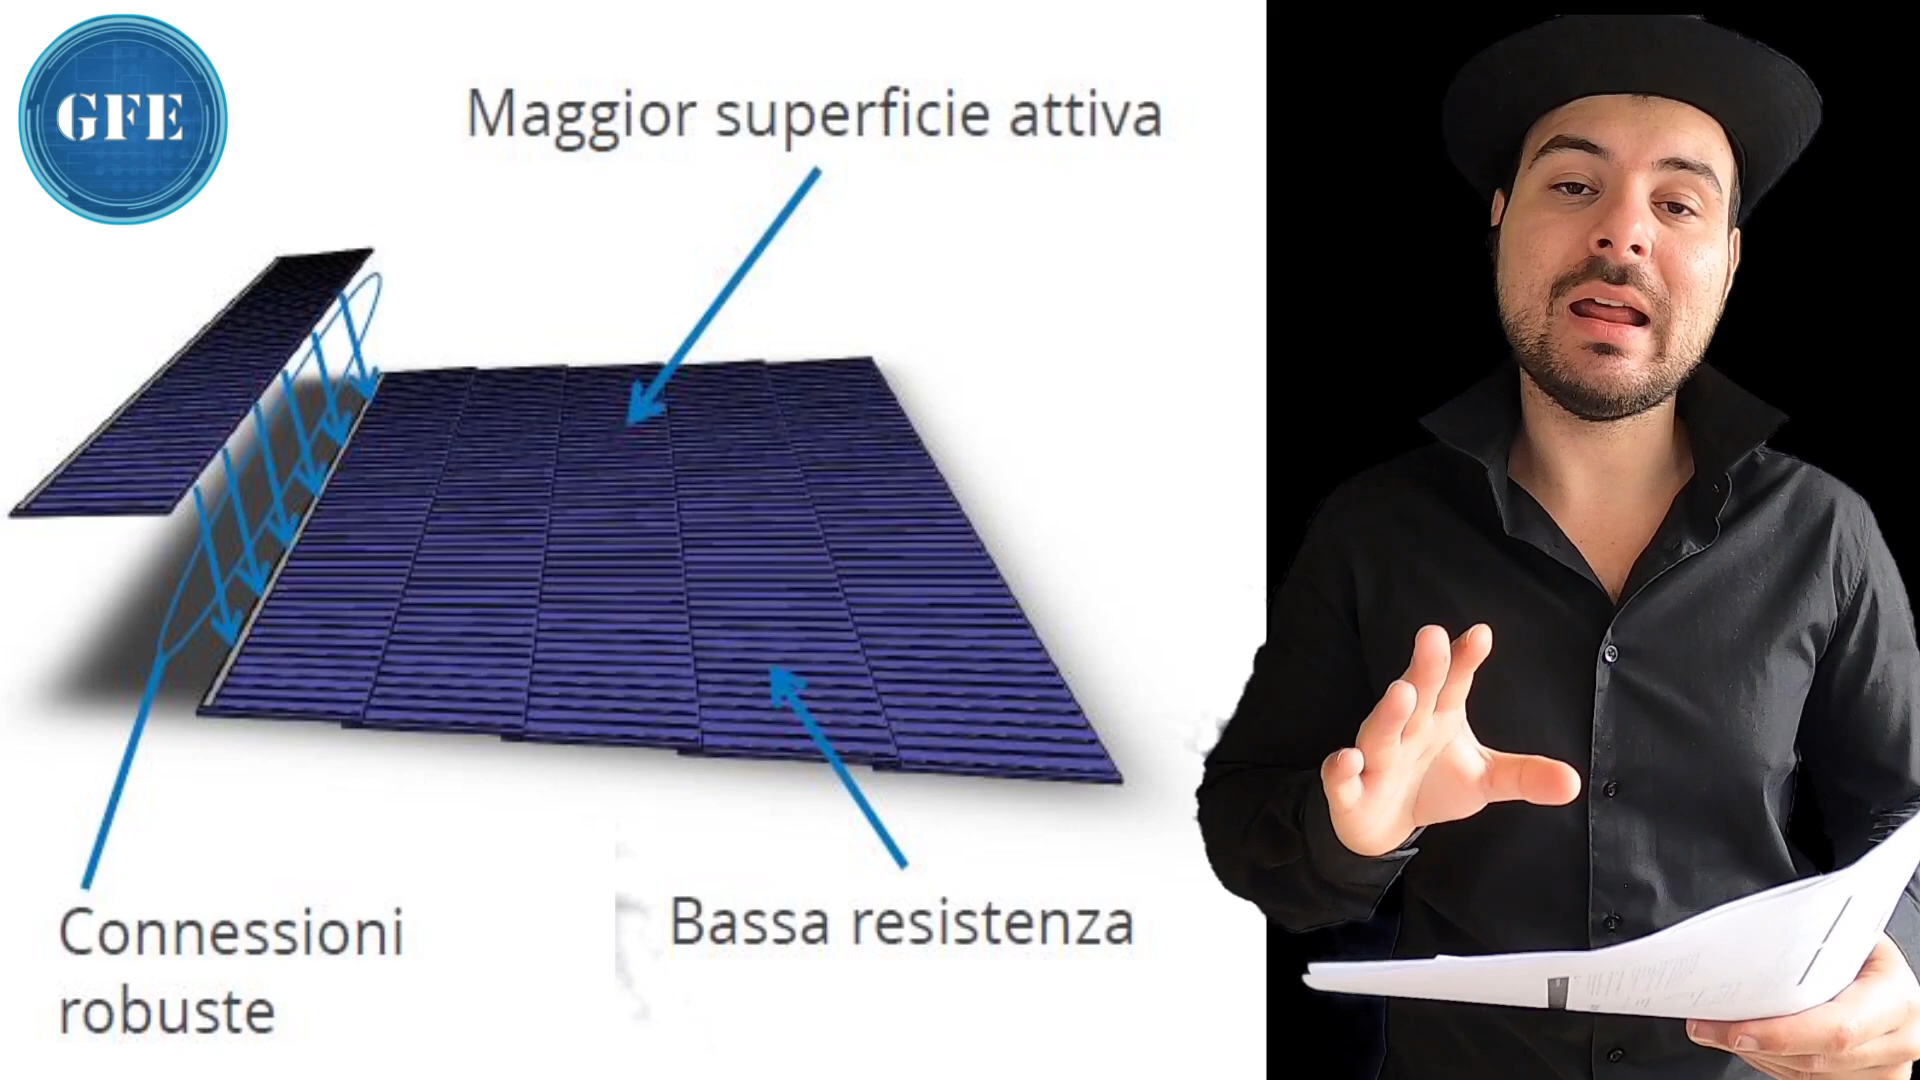 GFE
Maggior superficie attiva
Connessioni
robuste
Bassa resistenza